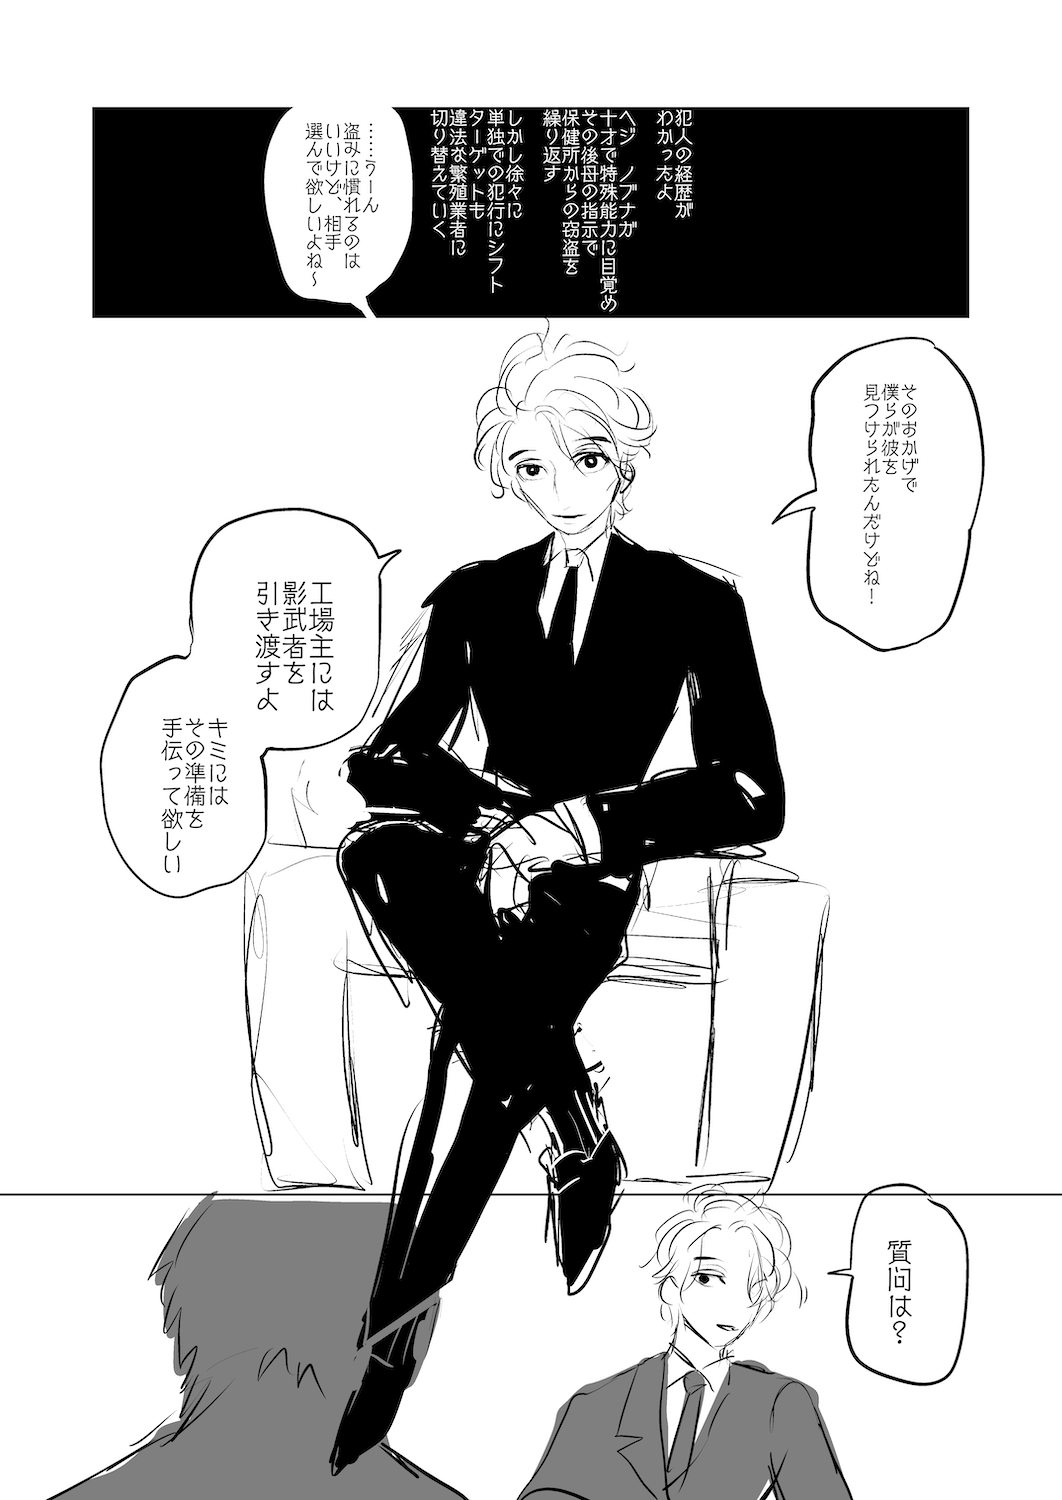 犯人の経歴が
わかったよ
ヘジ　ノブナガ
十才で特殊能力に目覚め
その後母の指示で
保健所からの窃盗を
繰り返す
しかし徐々に
単独での犯行にシフト
ターゲットも
違法な繁殖業者に
切り替えていく
……うーん
盗みに慣れるのは
いいけど、相手
選んで欲しいよね～
そのおかげで
僕らが彼を
見つけられたんだけどね！
工場主には
影武者を
引き渡すよ
キミには
その準備を
手伝って欲しい
質問は？